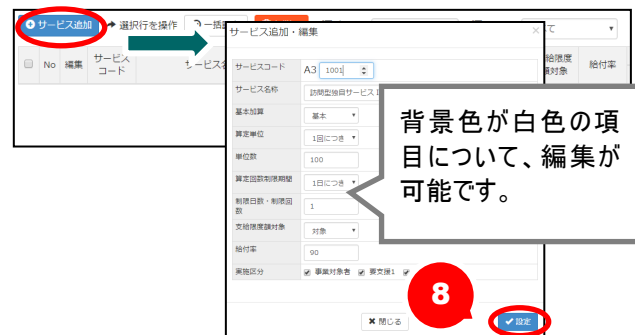 サービス追加 選択行を操作
サービス追加・編集 ×
No 編集 サービスコード サービス名
給付率
サービスコード A3 1001
サービス名称 訪問型独自サービス
基本加算 基本
算定単位 1回につき
単位数 100
算定回数制限期間 1日につき
制限日数・制限回数 1
支給限度額対象 対象
給付率 90
実施区分 事業対象者 要支援1
背景色が白色の項
目について、編集が
可能です。
8
✖ 閉じる ✔ 設定